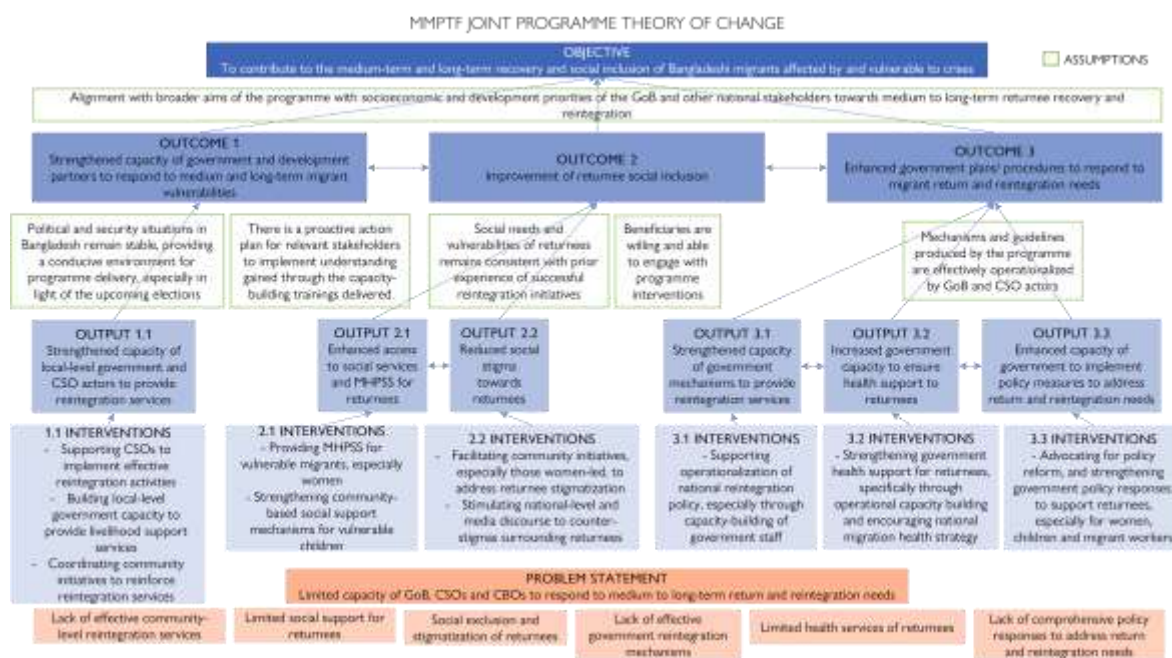 MMPTF JOINT PROGRAMME THEORY OF CHANGE
OBJECTIVE
To contribute to the medium-term and long-term recovery and social inclusion of Bangladeshi migrants affected by and vulnerable to crises
ASSUMPTIONS
Alignment with broader aims of the programme with socioeconomic and development priorities of the GoB and other national stakeholders towards medium to long-term returnee recovery and
reintegration
OUTCOME 1
Strengthened capacity of government and development
partners to respond to medium and long-term migrant
vulnerabilities
OUTCOME 2
Improvement of returnee social inclusion
OUTCOME 3
Enhanced government plans/ procedures to respond to
migrant return and reintegration needs
Political and security situations in
Bangladesh remain stable, providing
a conducive environment for
programme delivery, especially in
light of the upcoming elections
There is a proactive action
plan for relevant stakeholders
to implement understanding
gained through the capacity-
building trainings delivered
Social needs and
vulnerabilities of returnees
remains consistent with prior
experience of successful
reintegration initiatives
Beneficiaries are
willing and able
to engage with
programme
interventions
Mechanisms and guidelines
produced by the programme
are effectively operationalized
by GoB and CSO actors
OUTPUT 1.1
Strengthened capacity of
local-level government and
CSO actors to provide
reintegration services
OUTPUT 2.1
Enhanced access
to social services
and MHPSS for
returnees
OUTPUT 2.2
Reduced social
stigma
towards
returnees
OUTPUT 3.1
Strengthened capacity
of government
mechanisms to provide
reintegration services
OUTPUT 3.2
Increased government
capacity to ensure
health support to
returnees
OUTPUT 3.3
Enhanced capacity of
government to implement
policy measures to address
return and reintegration needs
1.1 INTERVENTIONS
- Supporting CSOs to
implement effective
reintegration activities
- Building local-level
government capacity to
provide livelihood support
services
- Coordinating community
initiatives to reinforce
reintegration services
2.1 INTERVENTIONS
- Providing MHPSS for
vulnerable migrants, especially
women
- Strengthening community-
based social support
mechanisms for vulnerable
children
2.2 INTERVENTIONS
- Facilitating community initiatives,
especially those women-led, to
address returnee stigmatization
- Stimulating national-level and
media discourse to counter-
stigma surrounding returnees
3.1 INTERVENTIONS
- Supporting
operationalization of
national reintegration
policy, especially through
capacity-building of
government staff
3.2 INTERVENTIONS
- Strengthening government
health support for returnees,
specifically through
operational capacity building
and encouraging national
migration health strategy
3.3 INTERVENTIONS
- Advocating for policy
reform, and strengthening
government policy responses
to support returnees,
especially for women,
children and migrant workers
PROBLEM STATEMENT
Limited capacity of GoB, CSOs and CBOs to respond to medium to long-term return and reintegration needs
Lack of effective community-
level reintegration services
Limited social support for
returnees
Social exclusion and
stigmatization of returnees
Lack of effective
government reintegration
mechanisms
Limited health services of returnees
Lack of comprehensive policy
responses to address return
and reintegration needs